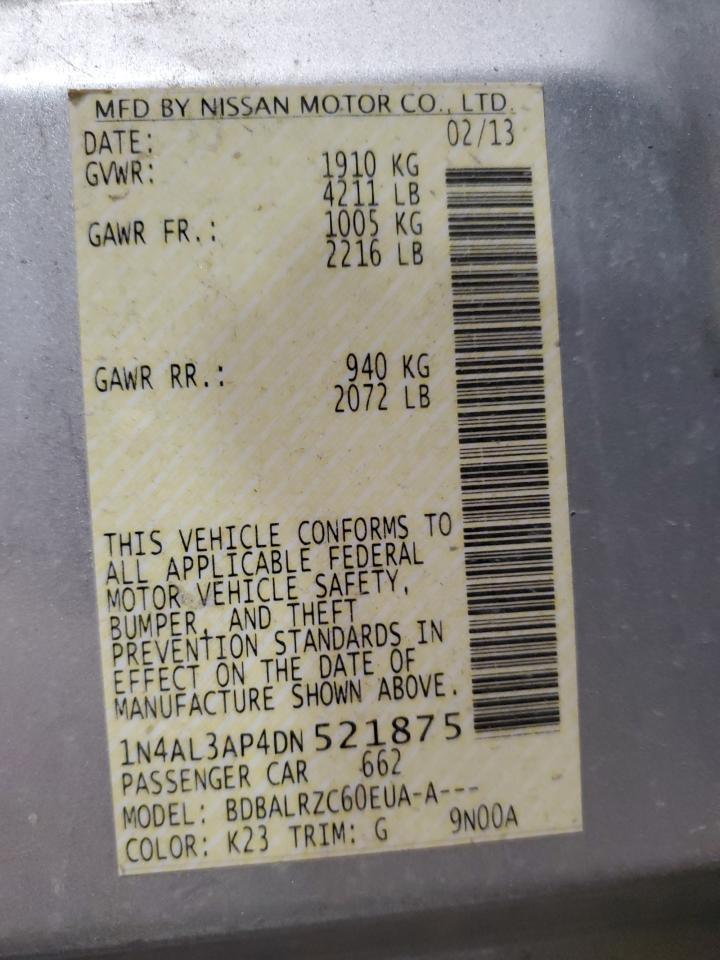 MFD BY NISSAN MOTOR CO., LTD.
DATE: 02/13
GVWR: 1910 KG
4211 LB
GAWR FR.: 1005 KG
2216 LB
GAWR RR.: 940 KG
2072 LB
THIS VEHICLE CONFORMS TO
ALL APPLICABLE FEDERAL
MOTOR VEHICLE SAFETY,
BUMPER, AND THEFT
PREVENTION STANDARDS IN
EFFECT ON THE DATE OF
MANUFACTURE SHOWN ABOVE.
1N4AL3AP4DN 521875
PASSENGER CAR 662
MODEL: BDBALRZC60EUA-A---
COLOR: K23 TRIM: G 9N00A